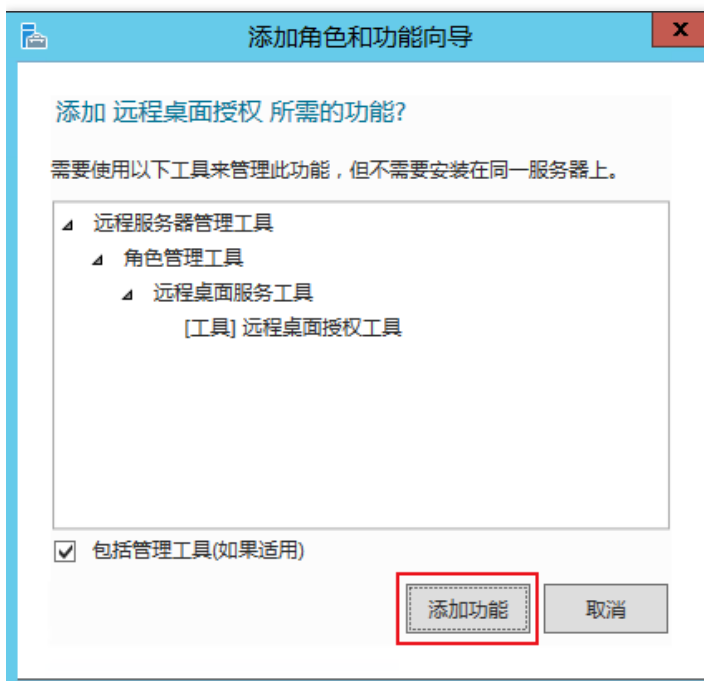 添加角色和功能向导
x
添加 远程桌面授权 所需的功能?
需要使用以下工具来管理此功能，但不需要安装在同一服务器上。
远程服务器管理工具
角色管理工具
远程桌面服务工具
[工具] 远程桌面授权工具
包括管理工具(如果适用)
添加功能 取消